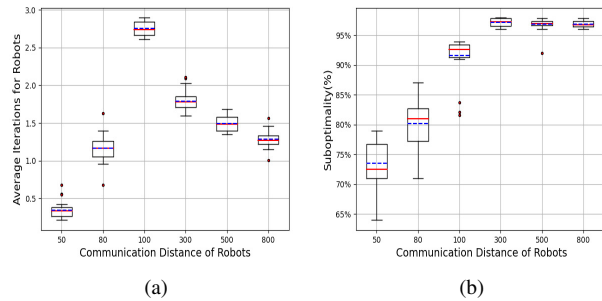 3.0
2.5
2.0
1.5
1.0
0.5
Average Iterations for Robots
50 80 100 300 500 800
Communication Distance of Robots
(a)
95%
90%
85%
80%
75%
70%
65%
Suboptimality(%)
50 80 100 300 500 800
Communication Distance of Robots
(b)